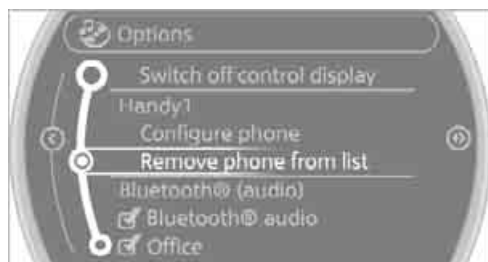 Options
Switch off control display
Handy1
Configure phone
Remove phone from list
Bluetooth® (audio)
Bluetooth® audio
Office